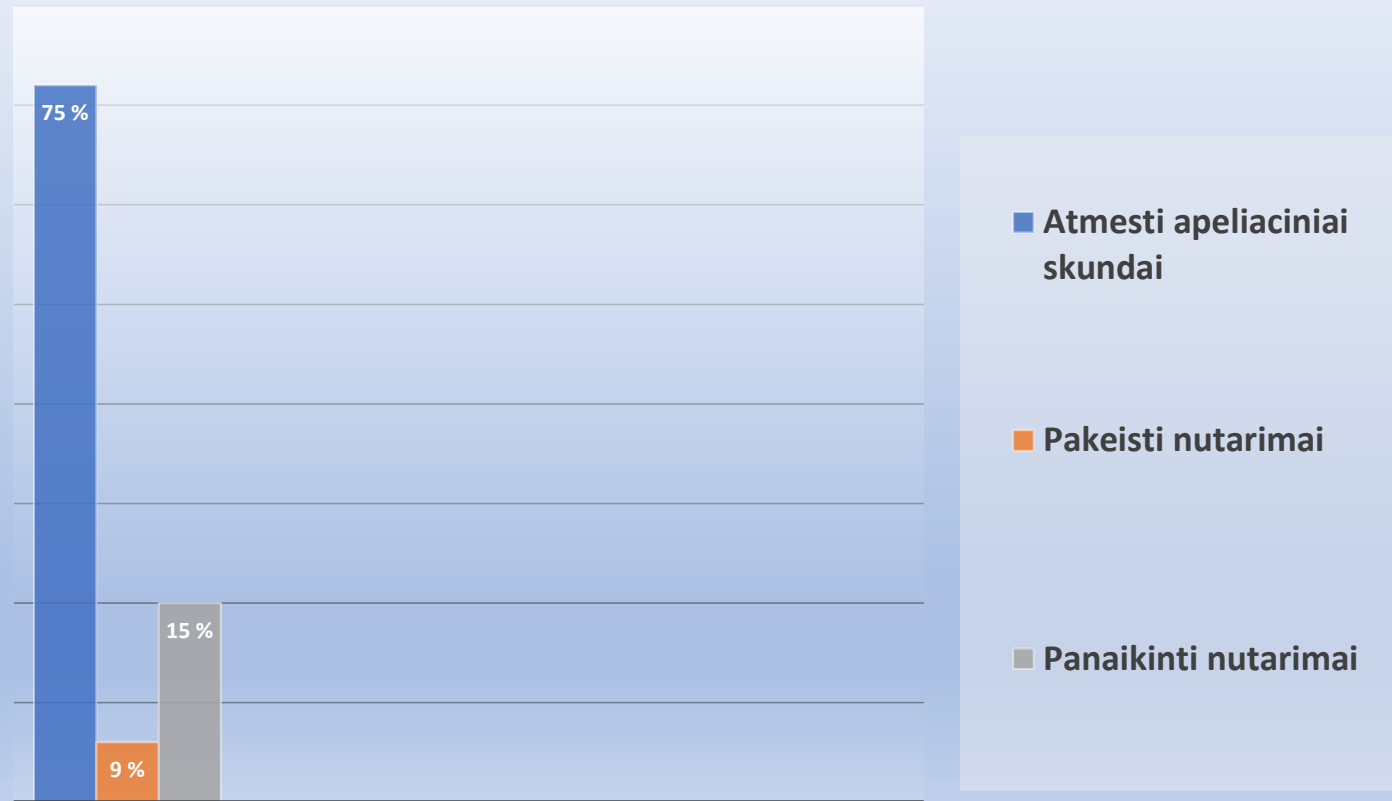 75 %
9 %
15 %
Atmesti apeliaciniai
skundai
Pakeisti nutarimai
Panaikinti nutarimai